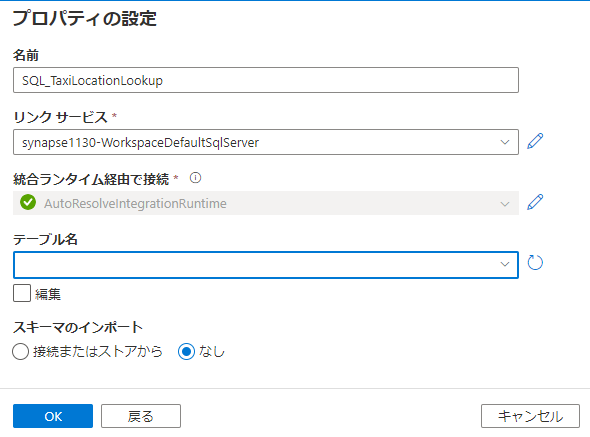 プロパティの設定
名前
SQL_TaxiLocationLookup
リンク サービス *
synapse1130-WorkspaceDefaultSqlServer
統合ランタイム経由で接続 *
AutoResolveIntegrationRuntime
テーブル名
編集
スキーマのインポート
接続またはストアから なし
OK 戻る キャンセル